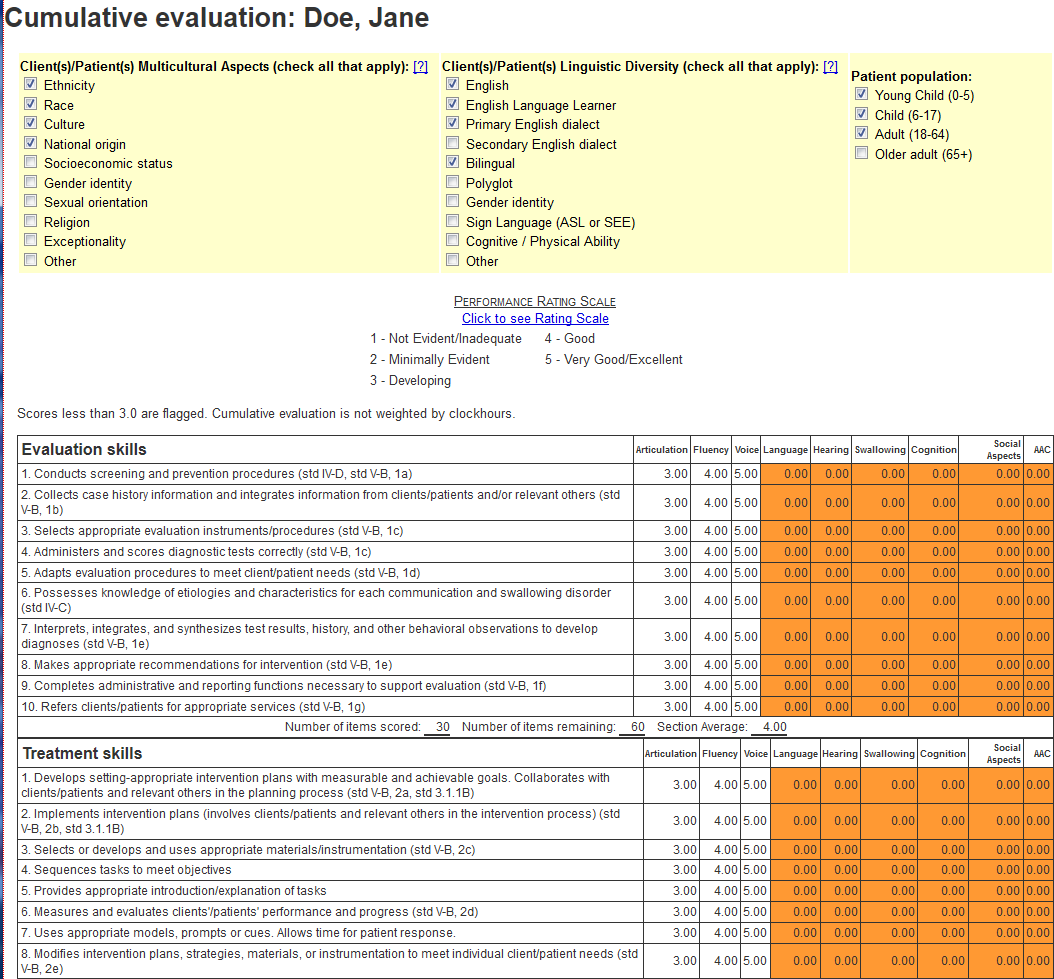 Cumulative evaluation: Doe, Jane
Client(s)/Patient(s) Multicultural Aspects (check all that apply): [?]
Ethnicity
Race
Culture
National origin
Socioeconomic status
Gender identity
Sexual orientation
Religion
Exceptionality
Other
Client(s)/Patient(s) Linguistic Diversity (check all that apply): [?]
English
English Language Learner
Primary English dialect
Secondary English dialect
Bilingual
Polyglot
Gender identity
Sign Language (ASL or SEE)
Cognitive / Physical Ability
Other
Patient population:
Young Child (0-5)
Child (6-17)
Adult (18-64)
Older adult (65+)
PERFORMANCE RATING SCALE
Click to see Rating Scale
1 - Not Evident/Inadequate 4 - Good
2 - Minimally Evident 5 - Very Good/Excellent
3 - Developing
Scores less than 3.0 are flagged. Cumulative evaluation is not weighted by clockhours.
Evaluation skills Articulation Fluency Voice Language Hearing Swallowing Cognition Social Aspects AAC
1. Conducts screening and prevention procedures (std IV-D, std V-B, 1a) 3.00 4.00 5.00 0.00 0.00 0.00 0.00 0.00 0.00
2. Collects case history information and integrates information from clients/patients and/or relevant others (std
V-B, 1b) 3.00 4.00 5.00 0.00 0.00 0.00 0.00 0.00 0.00
3. Selects appropriate evaluation instruments/procedures (std V-B, 1c) 3.00 4.00 5.00 0.00 0.00 0.00 0.00 0.00 0.00
4. Administers and scores diagnostic tests correctly (std V-B, 1c) 3.00 4.00 5.00 0.00 0.00 0.00 0.00 0.00 0.00
5. Adapts evaluation procedures to meet client/patient needs (std V-B, 1d) 3.00 4.00 5.00 0.00 0.00 0.00 0.00 0.00 0.00
6. Possesses knowledge of etiologies and characteristics for each communication and swallowing disorder
(std IV-C) 3.00 4.00 5.00 0.00 0.00 0.00 0.00 0.00 0.00
7. Interprets, integrates, and synthesizes test results, history, and other behavioral observations to develop
diagnoses (std V-B, 1e) 3.00 4.00 5.00 0.00 0.00 0.00 0.00 0.00 0.00
8. Makes appropriate recommendations for intervention (std V-B, 1e) 3.00 4.00 5.00 0.00 0.00 0.00 0.00 0.00 0.00
9. Completes administrative and reporting functions necessary to support evaluation (std V-B, 1f) 3.00 4.00 5.00 0.00 0.00 0.00 0.00 0.00 0.00
10. Refers clients/patients for appropriate services (std V-B, 1g) 3.00 4.00 5.00 0.00 0.00 0.00 0.00 0.00 0.00
Number of items scored: 30 Number of items remaining: 60 Section Average: 4.00
Treatment skills Articulation Fluency Voice Language Hearing Swallowing Cognition Social Aspects AAC
1. Develops setting-appropriate intervention plans with measurable and achievable goals. Collaborates with
clients/patients and relevant others in the planning process (std V-B, 2a, std 3.1.1B) 3.00 4.00 5.00 0.00 0.00 0.00 0.00 0.00 0.00
2. Implements intervention plans (involves clients/patients and relevant others in the intervention process) (std
V-B, 2b, std 3.1.1B) 3.00 4.00 5.00 0.00 0.00 0.00 0.00 0.00 0.00
3. Selects or develops and uses appropriate materials/instrumentation (std V-B, 2c) 3.00 4.00 5.00 0.00 0.00 0.00 0.00 0.00 0.00
4. Sequences tasks to meet objectives 3.00 4.00 5.00 0.00 0.00 0.00 0.00 0.00 0.00
5. Provides appropriate introduction/explanation of tasks 3.00 4.00 5.00 0.00 0.00 0.00 0.00 0.00 0.00
6. Measures and evaluates clients'/patients' performance and progress (std V-B, 2d) 3.00 4.00 5.00 0.00 0.00 0.00 0.00 0.00 0.00
7. Uses appropriate models, prompts or cues. Allows time for patient response. 3.00 4.00 5.00 0.00 0.00 0.00 0.00 0.00 0.00
8. Modifies intervention plans, strategies, materials, or instrumentation to meet individual client/patient needs (std
V-B, 2e) 3.00 4.00 5.00 0.00 0.00 0.00 0.00 0.00 0.00